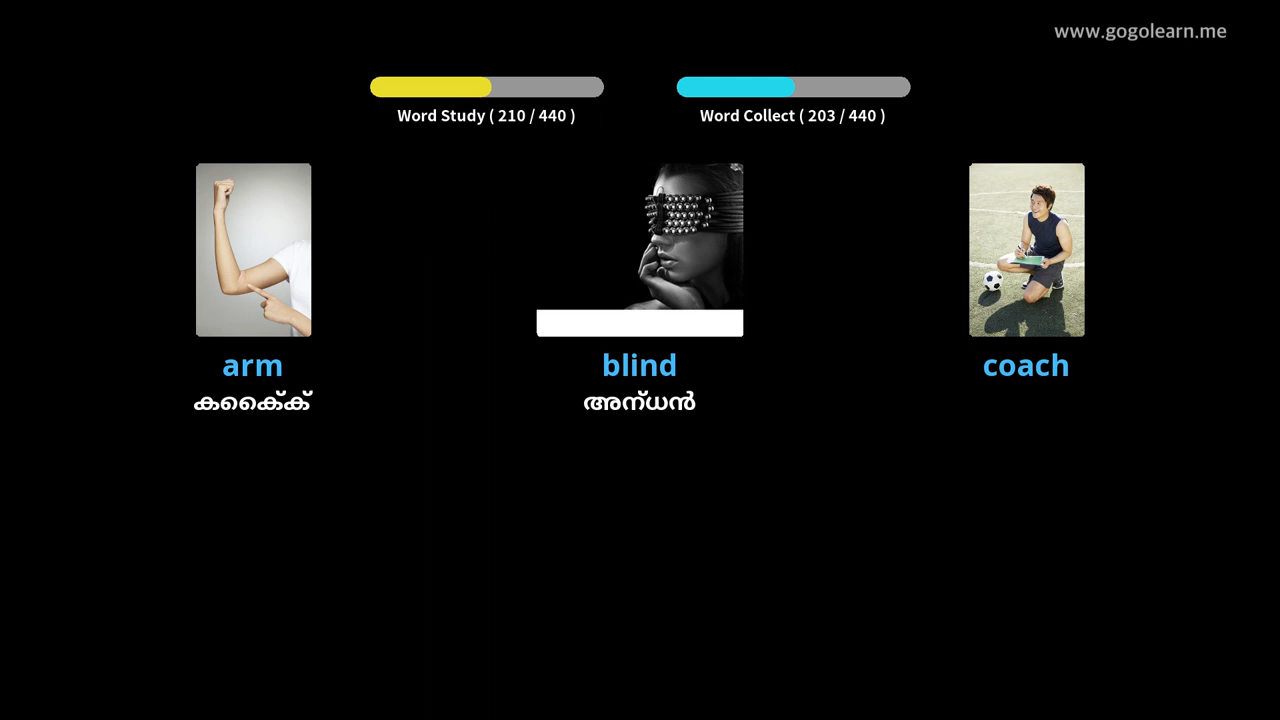 www.gogolearn.me
Word Study ( 210 / 440 )
Word Collect ( 203 / 440 )
arm
blind
coach
കകൈ്ക്
അന്ധൻ